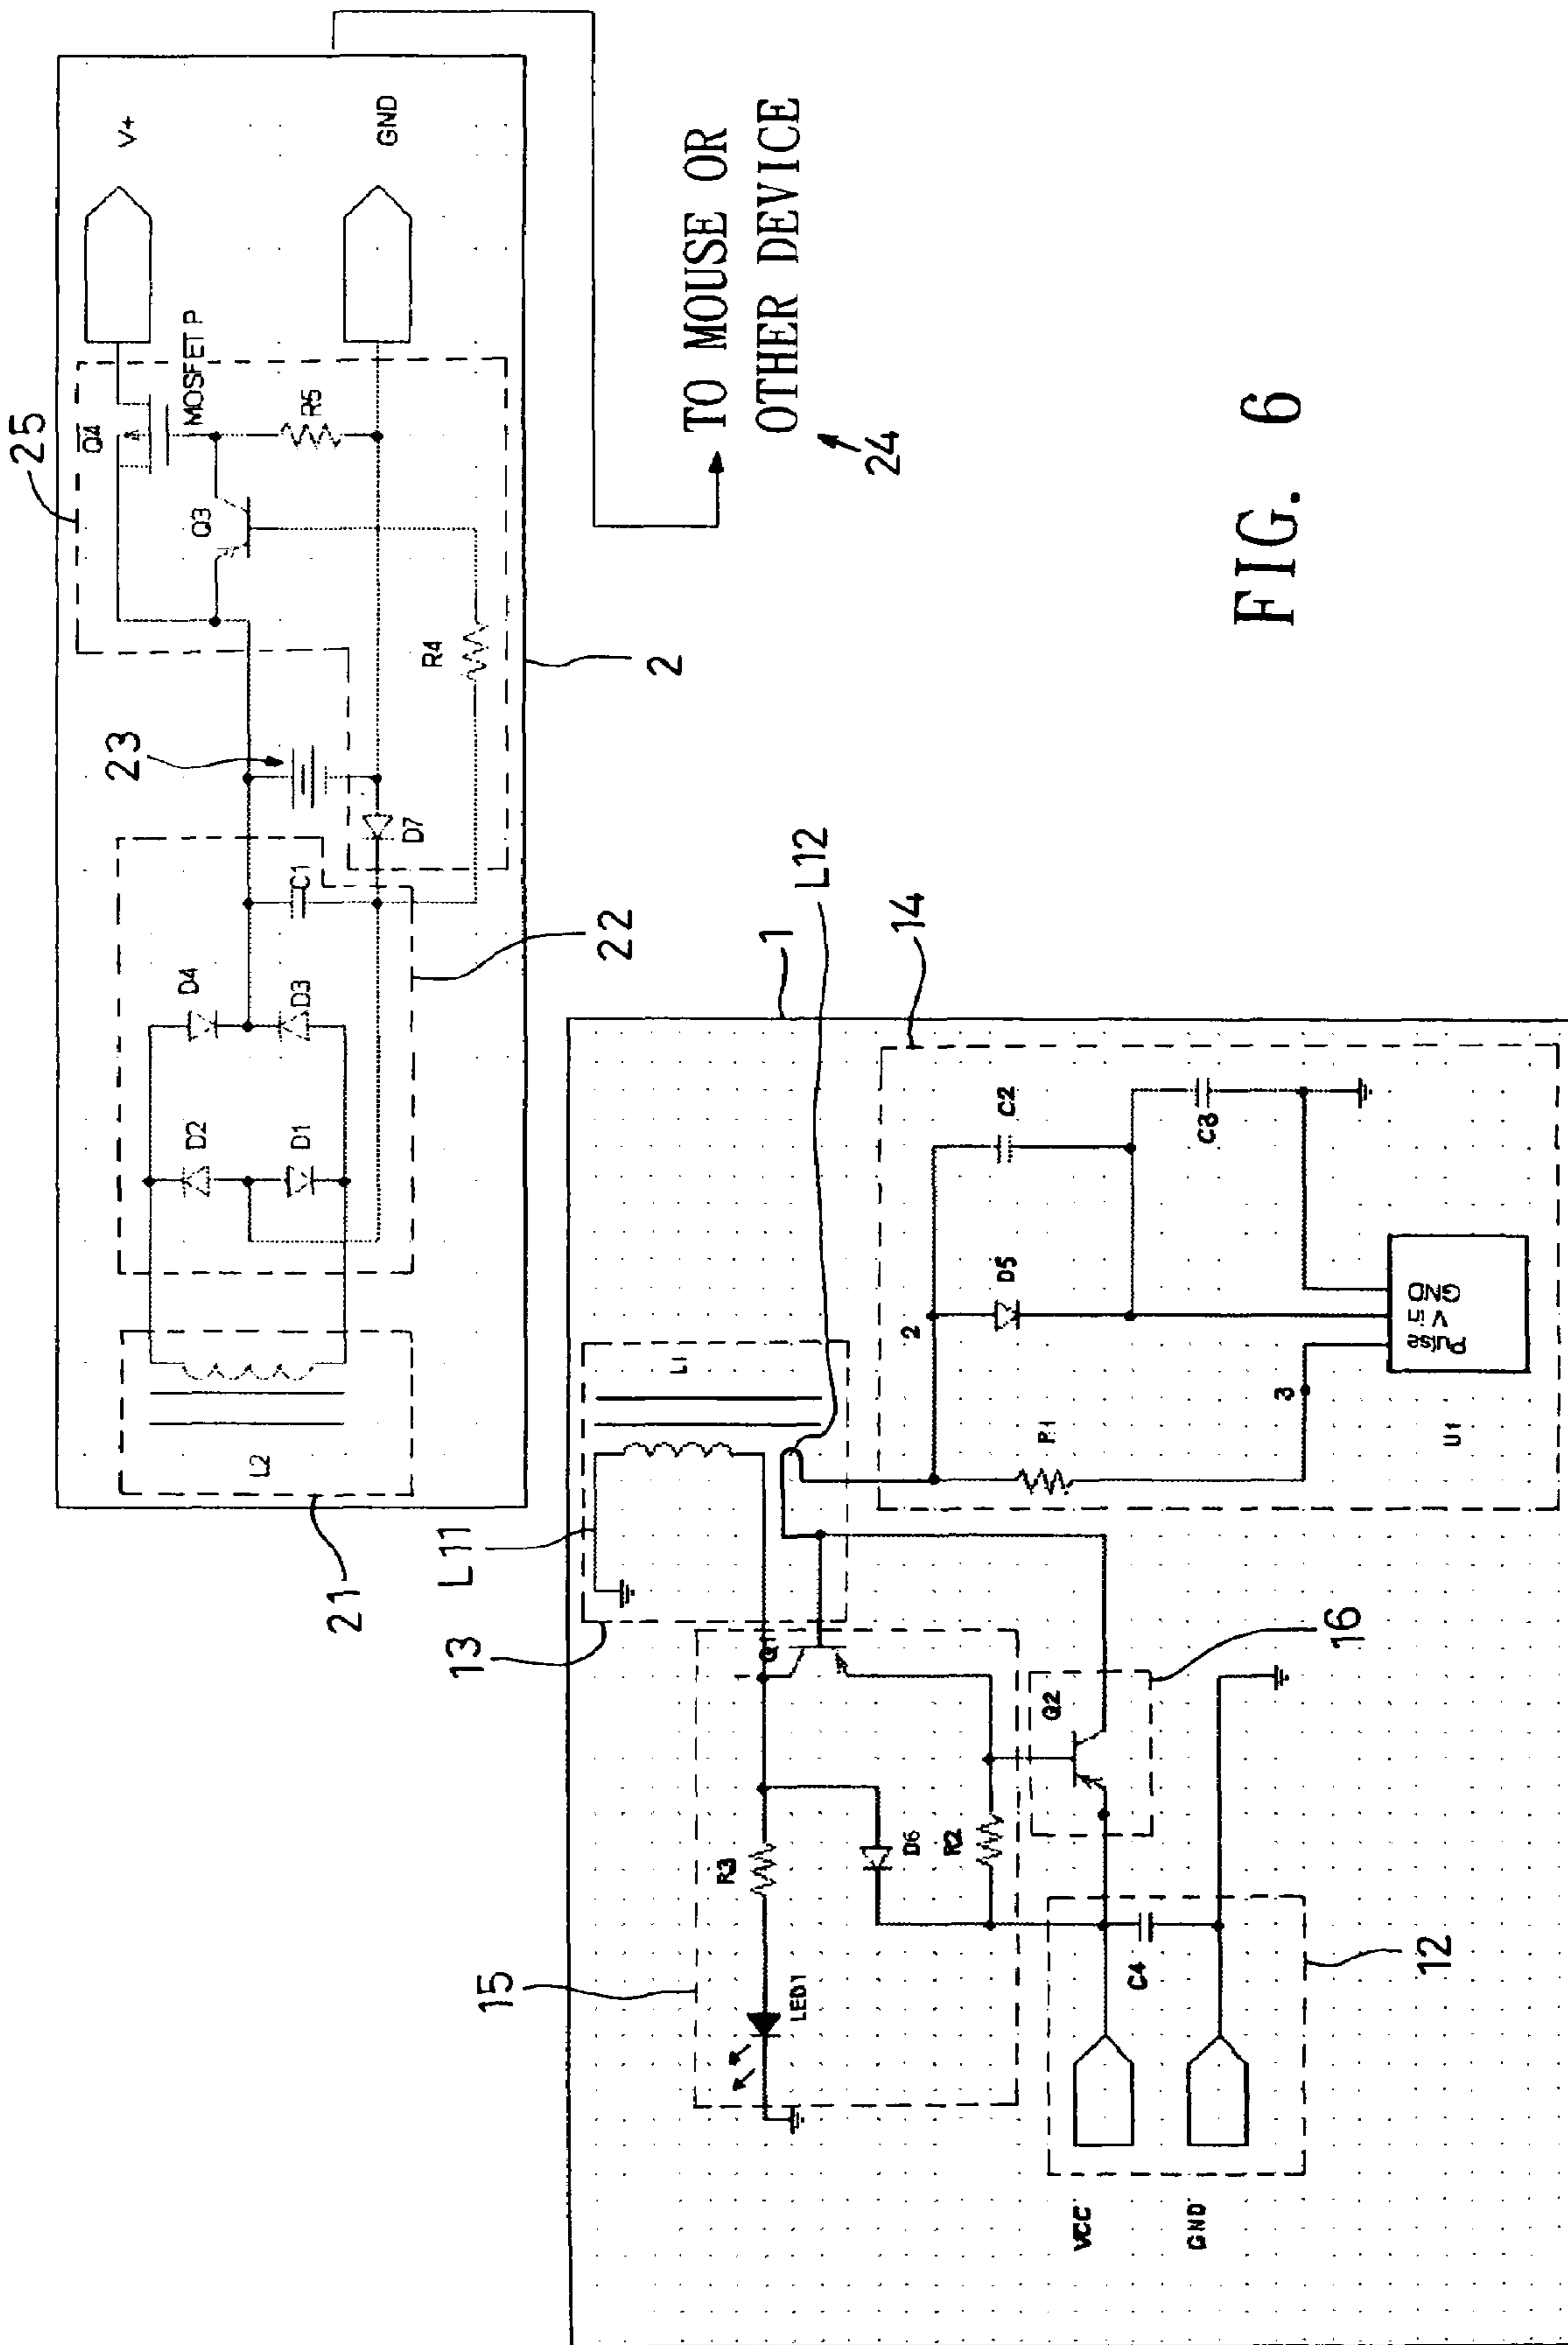 25
V+
Q4
MOSFET P
GND
Q3
R5
R4
23
D7
C1
2
22
D4
D3
D2
D1
L2
21
TO MOUSE OR
OTHER DEVICE
24
FIG. 6
L12
1
14
L11
L1
13
Q1
1
2
D5
C2
C3
R1
3
GND
Vin
Pulse
U1
15
R3
LED1
D6
R2
Q2
16
C4
12
VCC
GND